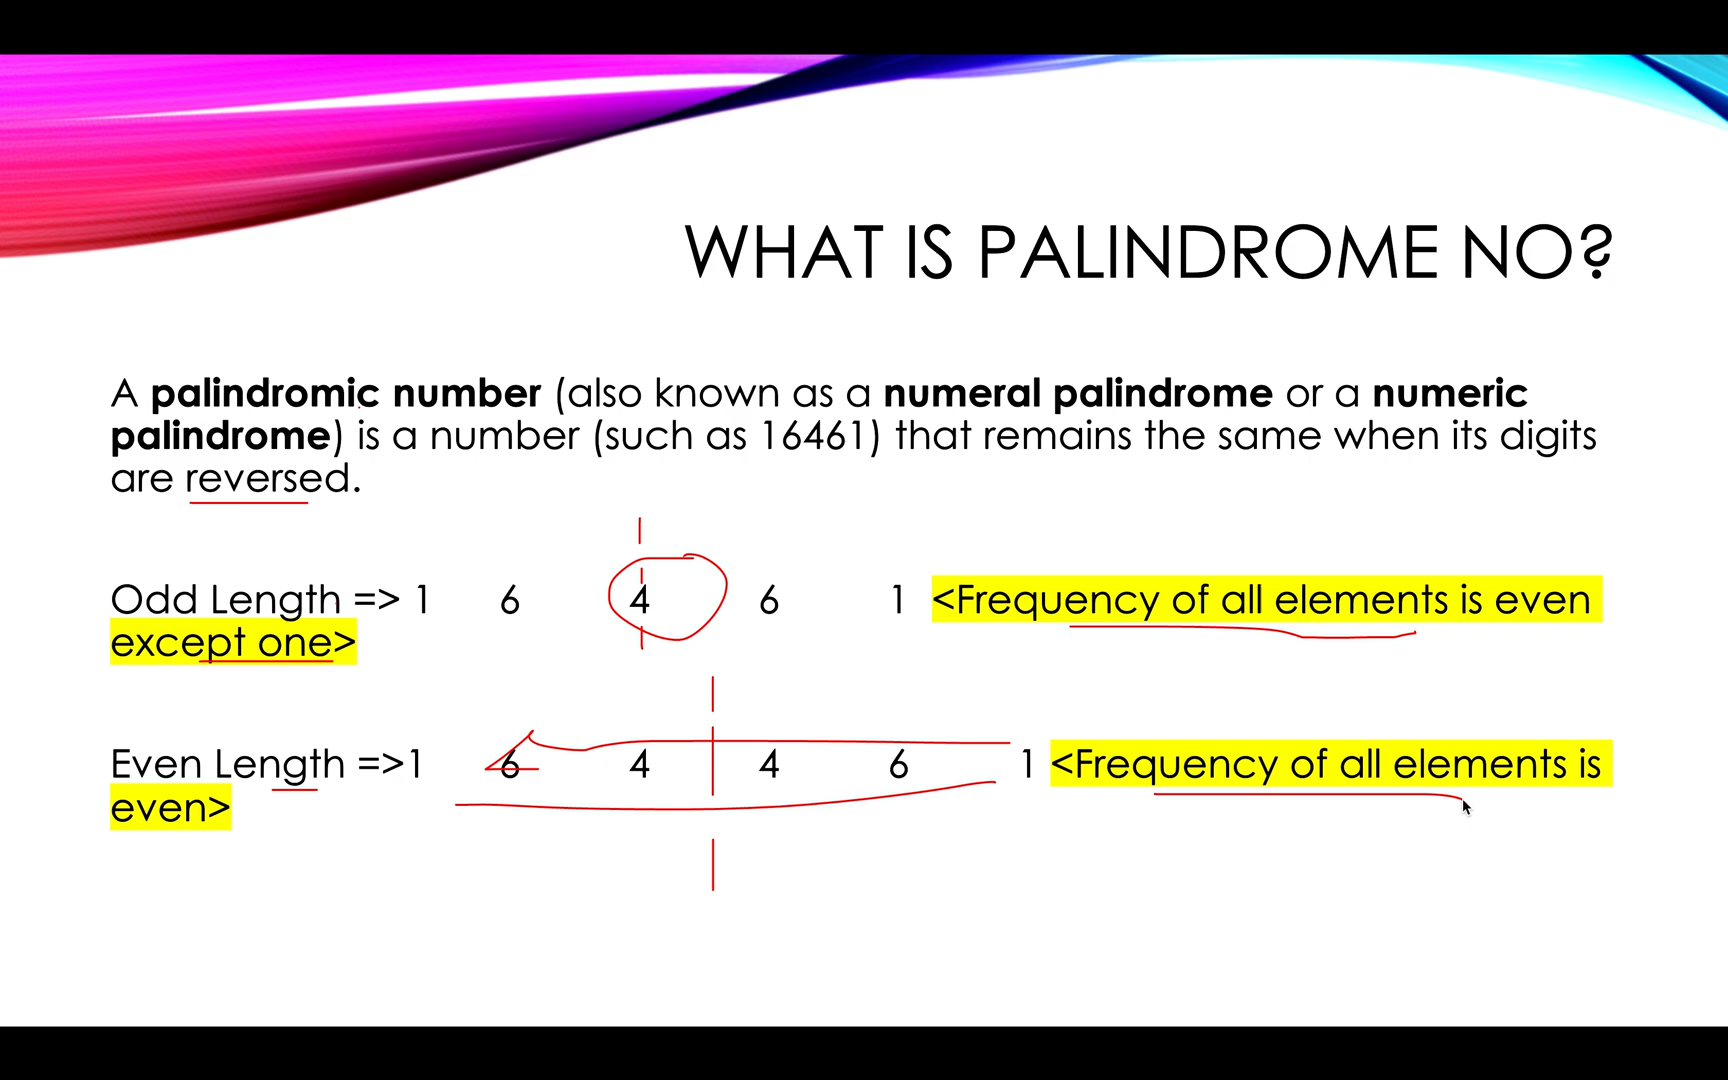 WHAT IS PALINDROME NO?
A palindromic number (also known as a numeral palindrome or a numeric
palindrome) is a number (such as 16461) that remains the same when its digits
are reversed.
Odd Length => 1 6 4 6 1 <Frequency of all elements is even
except one>
Even Length =>1 6 4 4 6 1 <Frequency of all elements is
even>